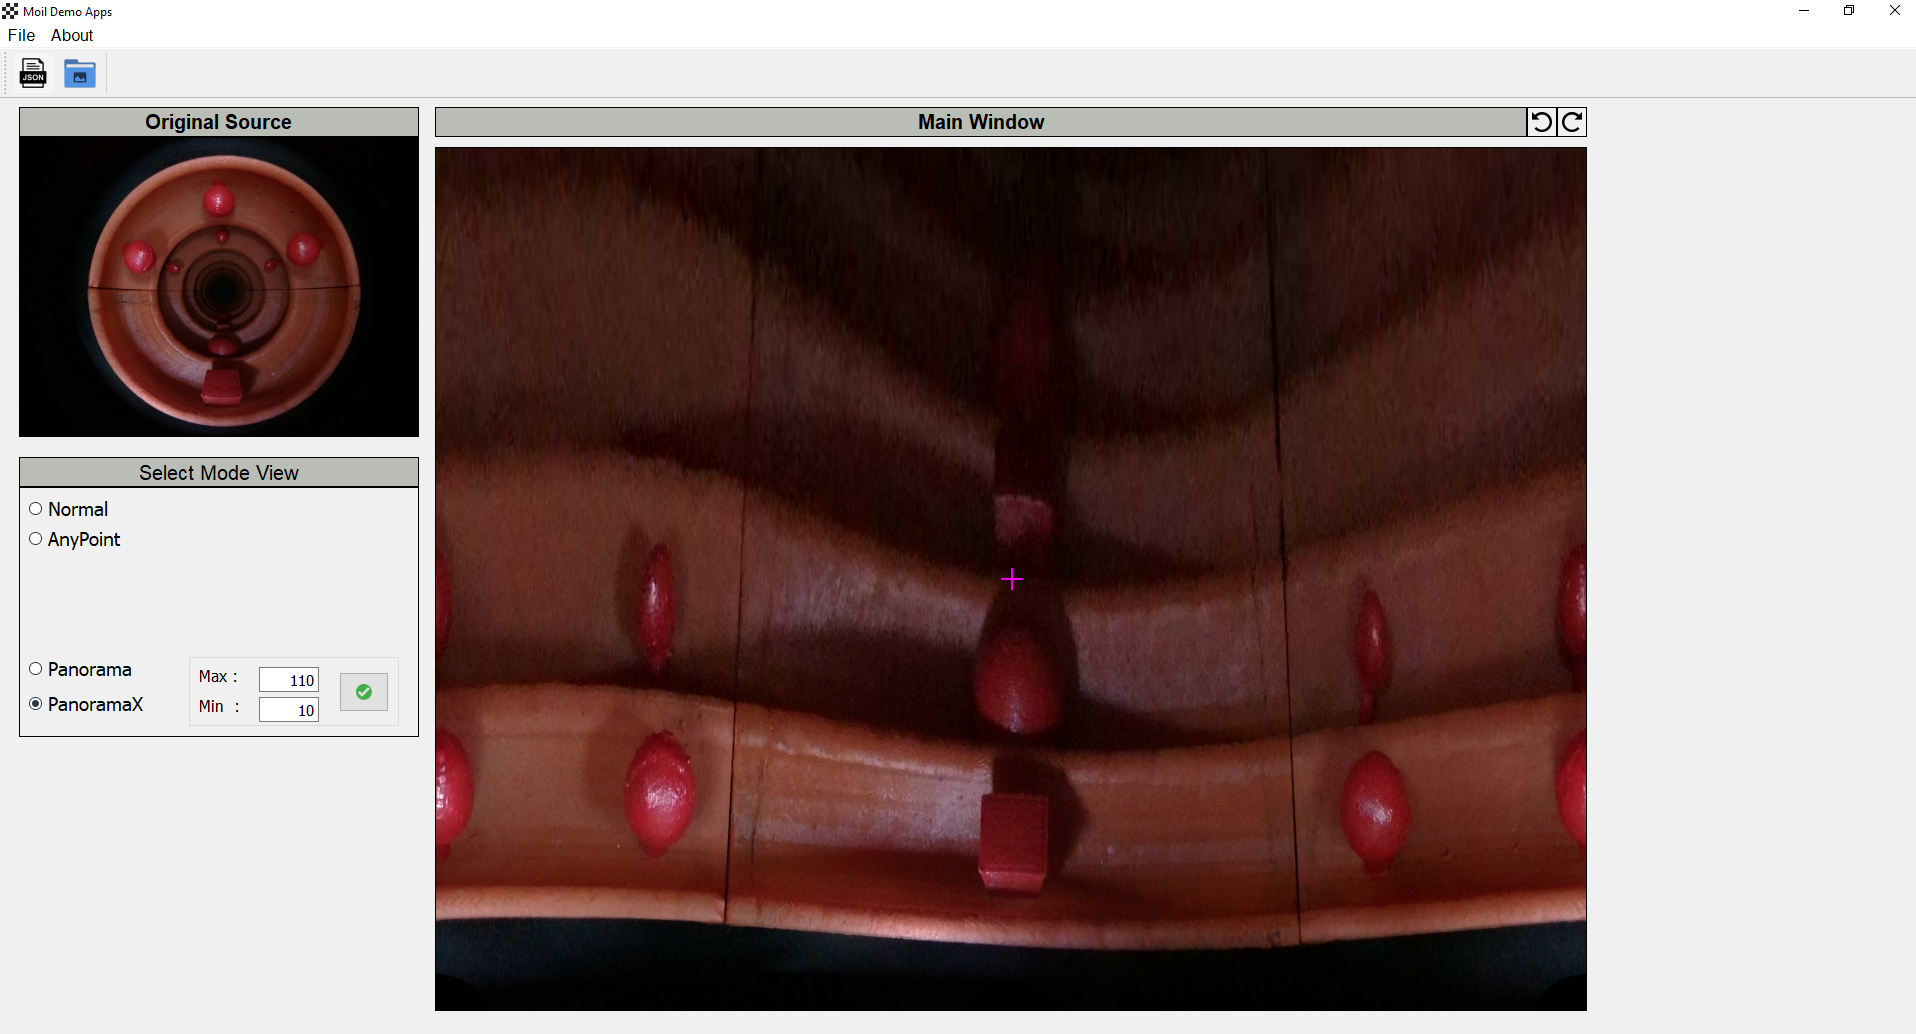 Moil Demo Apps
File About
JSON
Original Source
Main Window
Select Mode View
Normal
AnyPoint
Panorama
PanoramaX
Max : 110
Min : 10